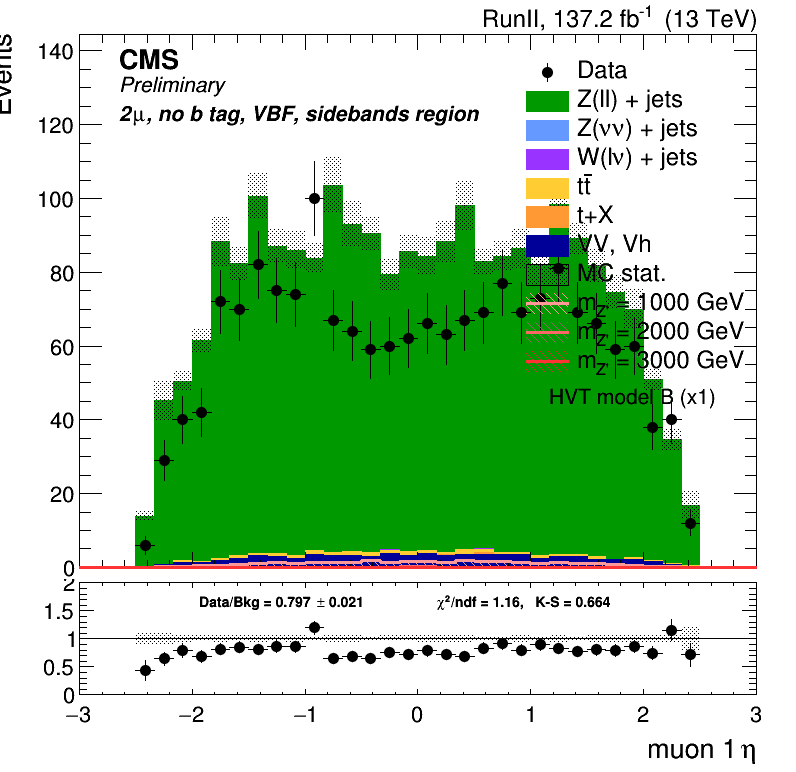 RunII, 137.2 fb⁻¹ (13 TeV)
Events
CMS
Preliminary
2μ, no b tag, VBF, sidebands region
Data
Z(ll) + jets
Z(νν) + jets
W(lν) + jets
tt̄
t+X
VV, Vh
MC stat.
m_Z' = 1000 GeV
m_Z' = 2000 GeV
m_Z' = 3000 GeV
HVT model B (x1)
140
120
100
80
60
40
20
0
Data/Bkg = 0.797 ± 0.021
χ²/ndf = 1.16, K-S = 0.664
2
1.5
1
0.5
0
−3 −2 −1 0 1 2 3
muon 1 η